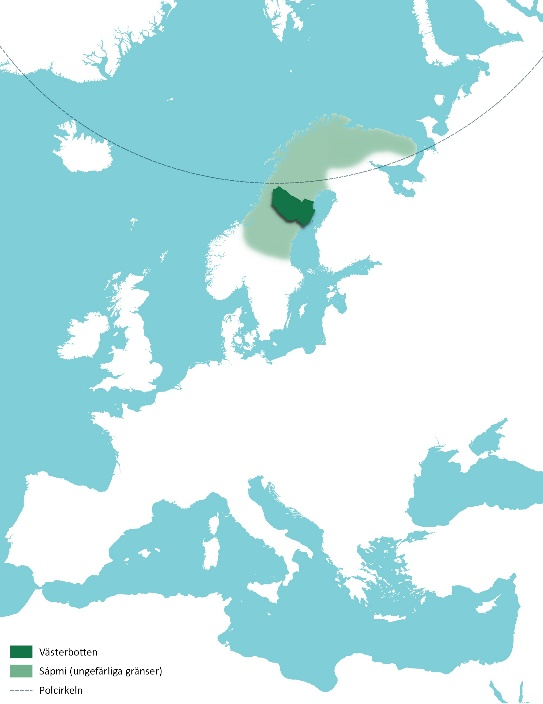 Västerbotten
Sápmi (ungefärliga gränser)
Polcirkeln